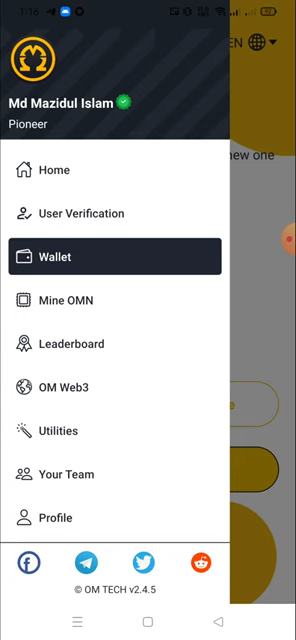 1:16
EN
Md Mazidul Islam
Pioneer
new one
Home
User Verification
Wallet
Mine OMN
Leaderboard
OM Web3
Utilities
Your Team
Profile
© OM TECH v2.4.5